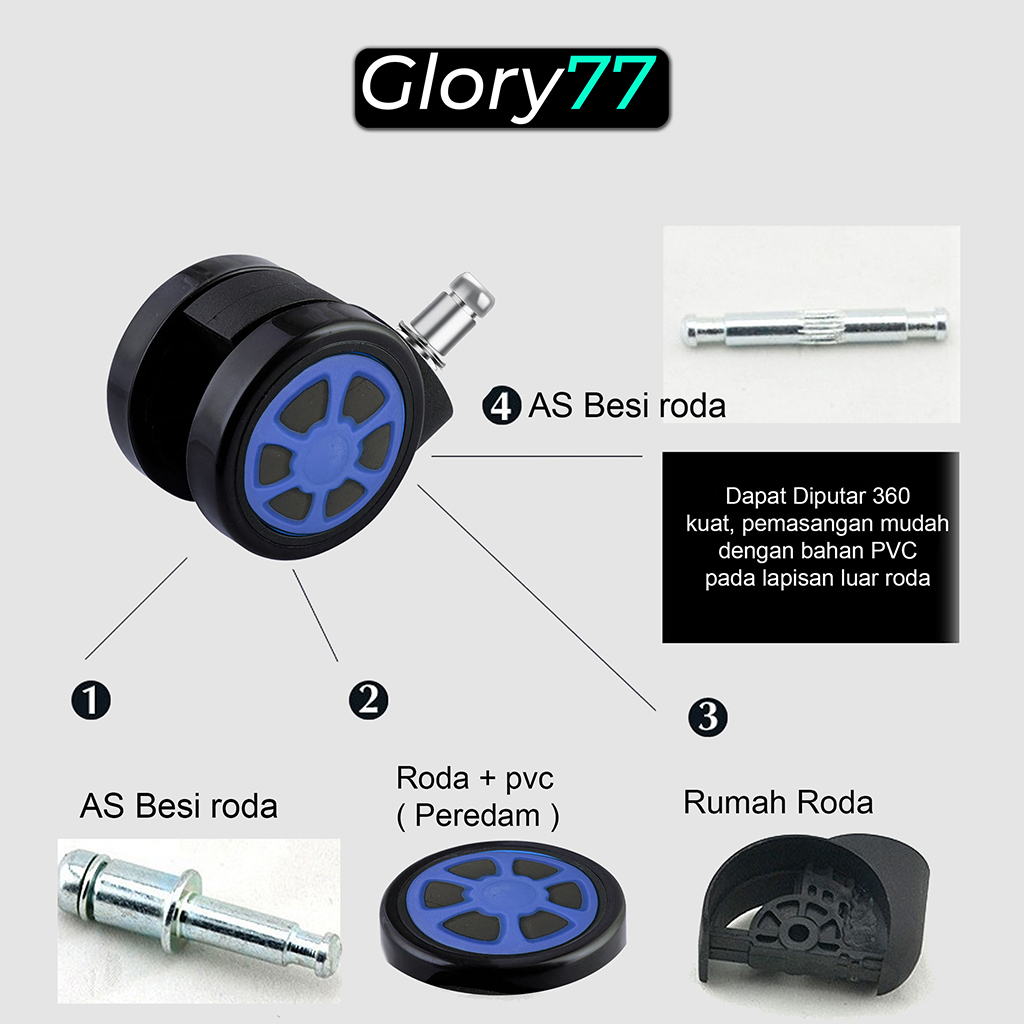 Glory77
4 AS Besi roda
Dapat Diputar 360
kuat, pemasangan mudah
dengan bahan PVC
pada lapisan luar roda
1
2
3
AS Besi roda
Roda + pvc
( Peredam )
Rumah Roda